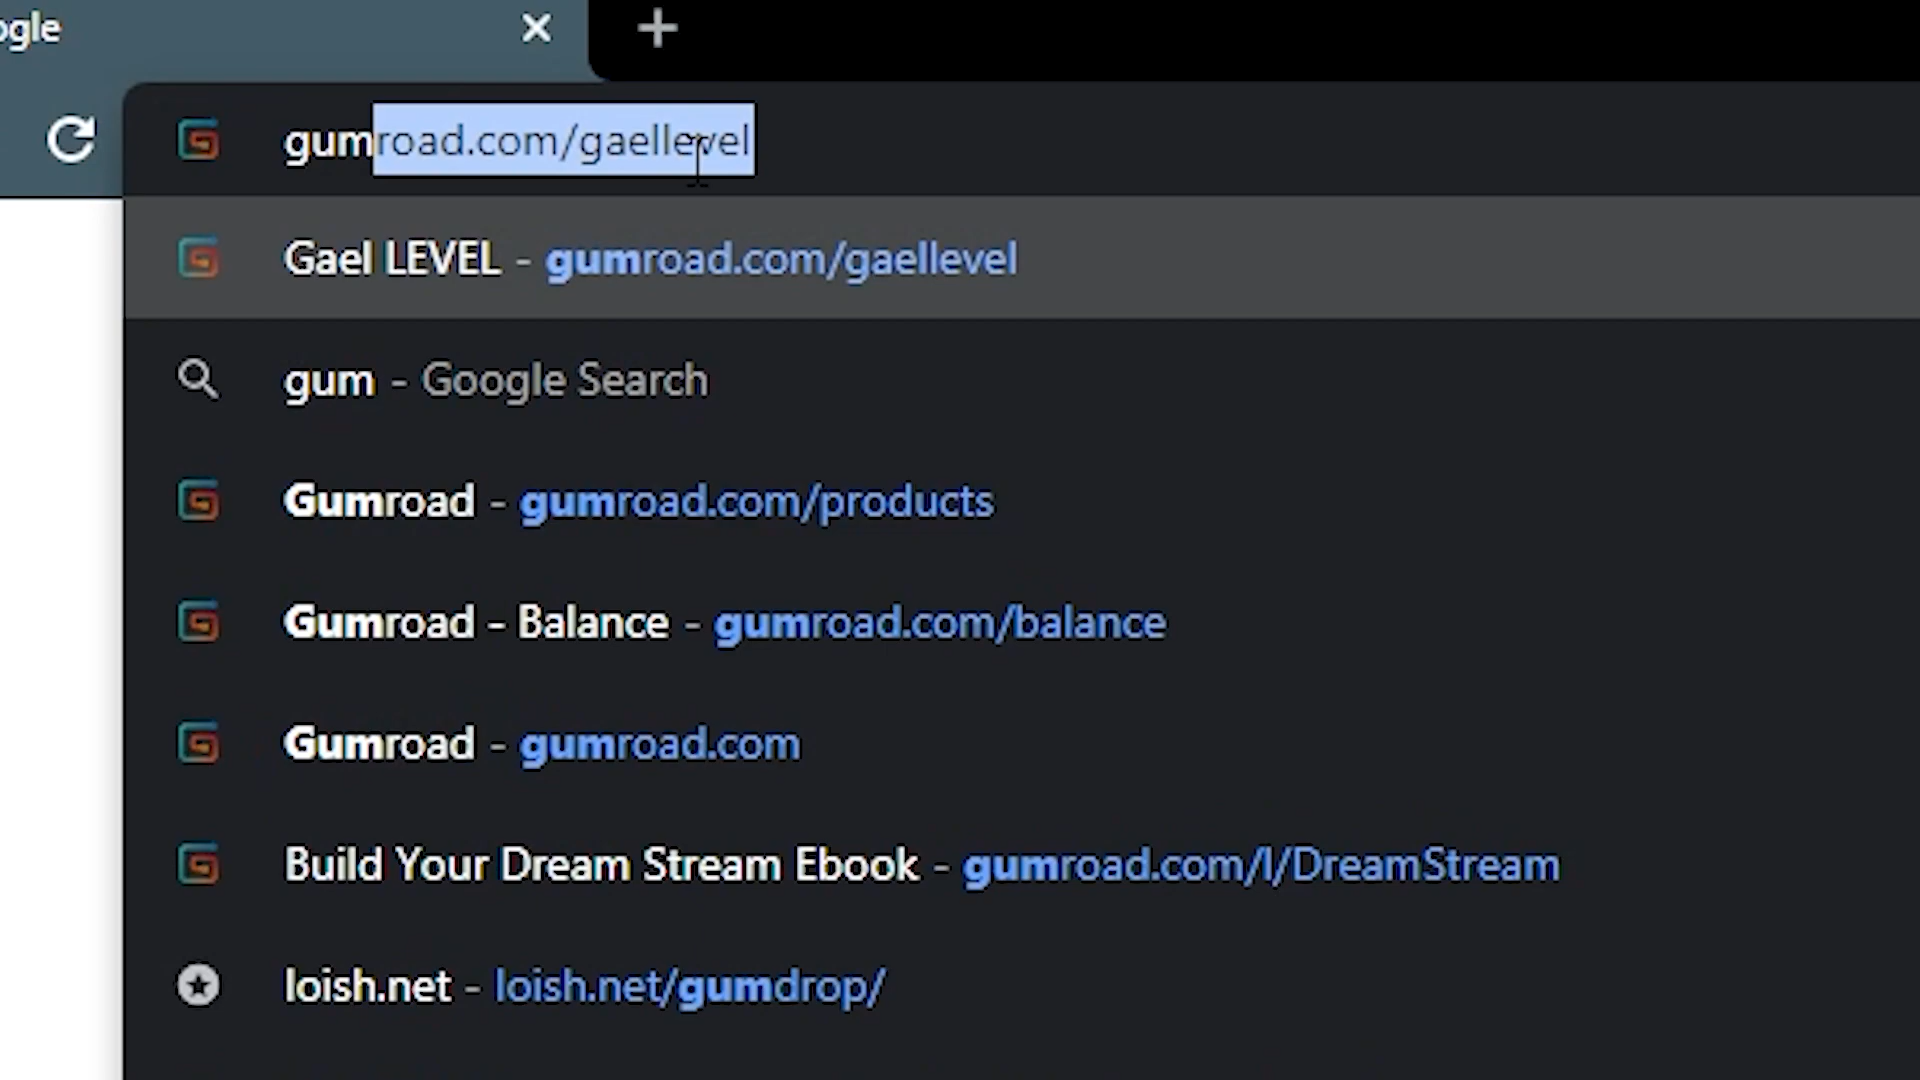 ogle
gumroad.com/gaellevel
Gael LEVEL - gumroad.com/gaellevel
gum - Google Search
Gumroad - gumroad.com/products
Gumroad - Balance - gumroad.com/balance
Gumroad - gumroad.com
Build Your Dream Stream Ebook - gumroad.com/l/DreamStream
loish.net - loish.net/gumdrop/